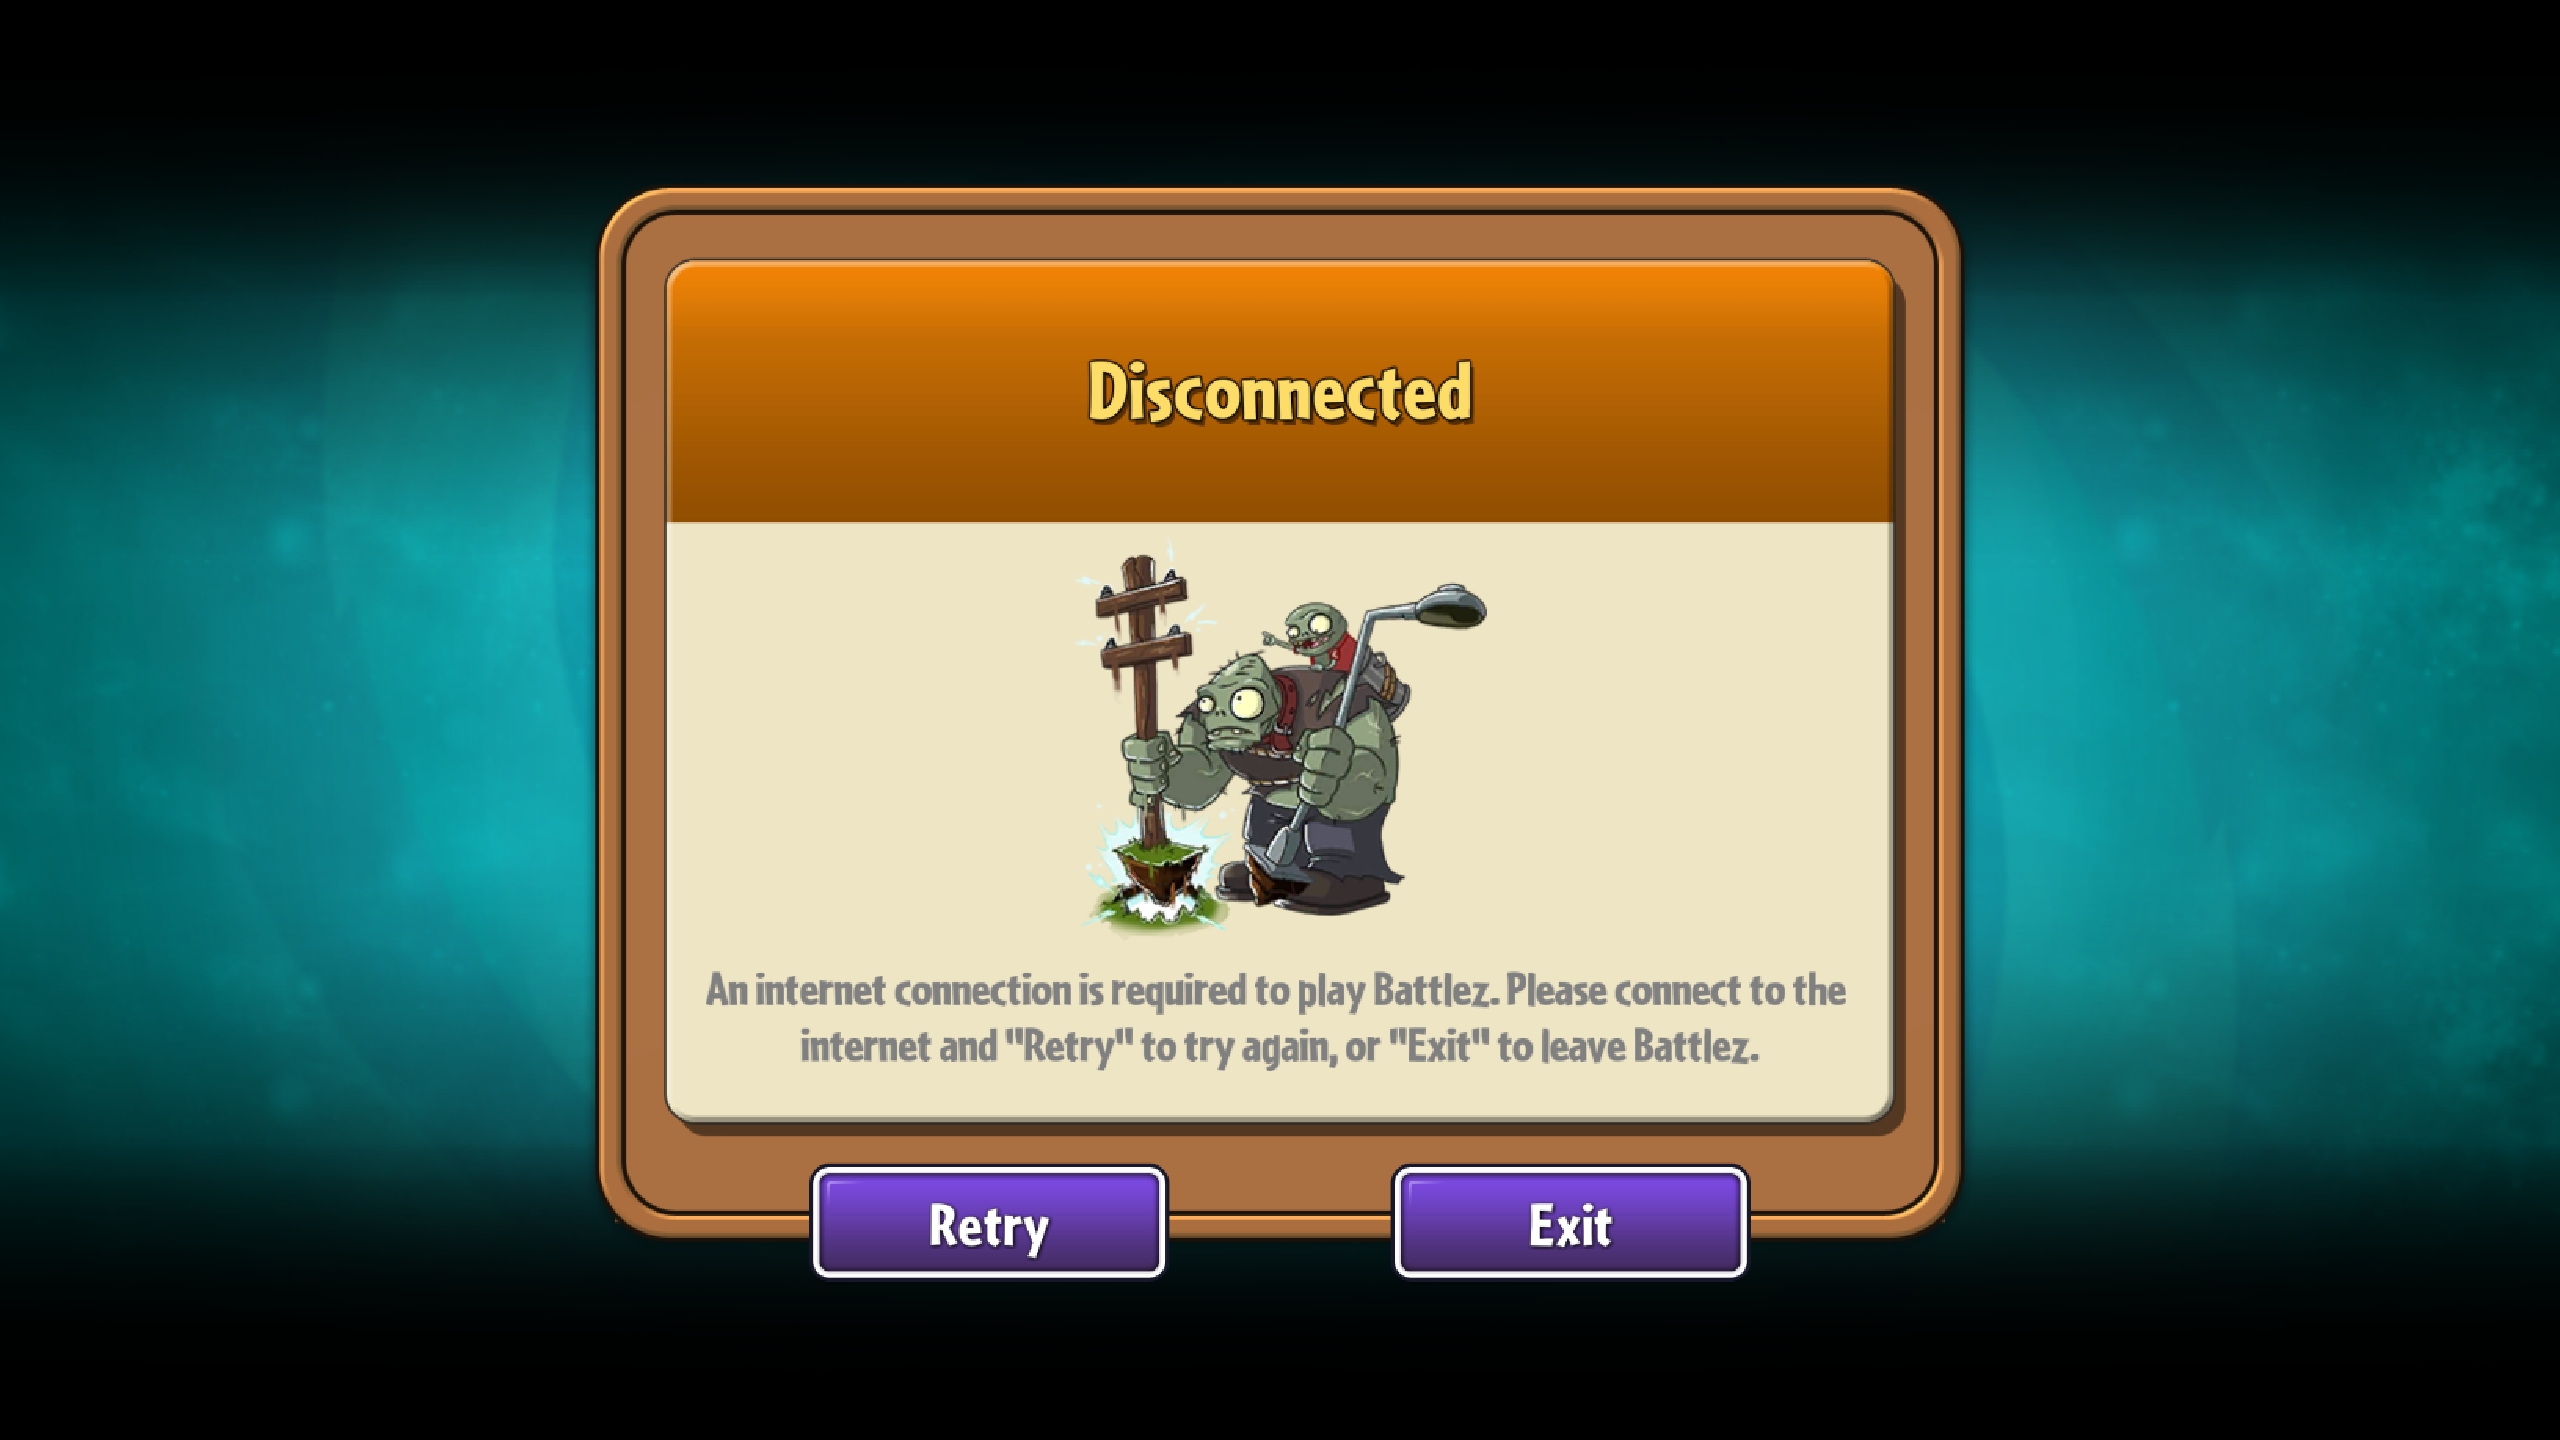 Disconnected
An internet connection is required to play Battlez. Please connect to the
internet and "Retry" to try again, or "Exit" to leave Battlez.
Retry
Exit